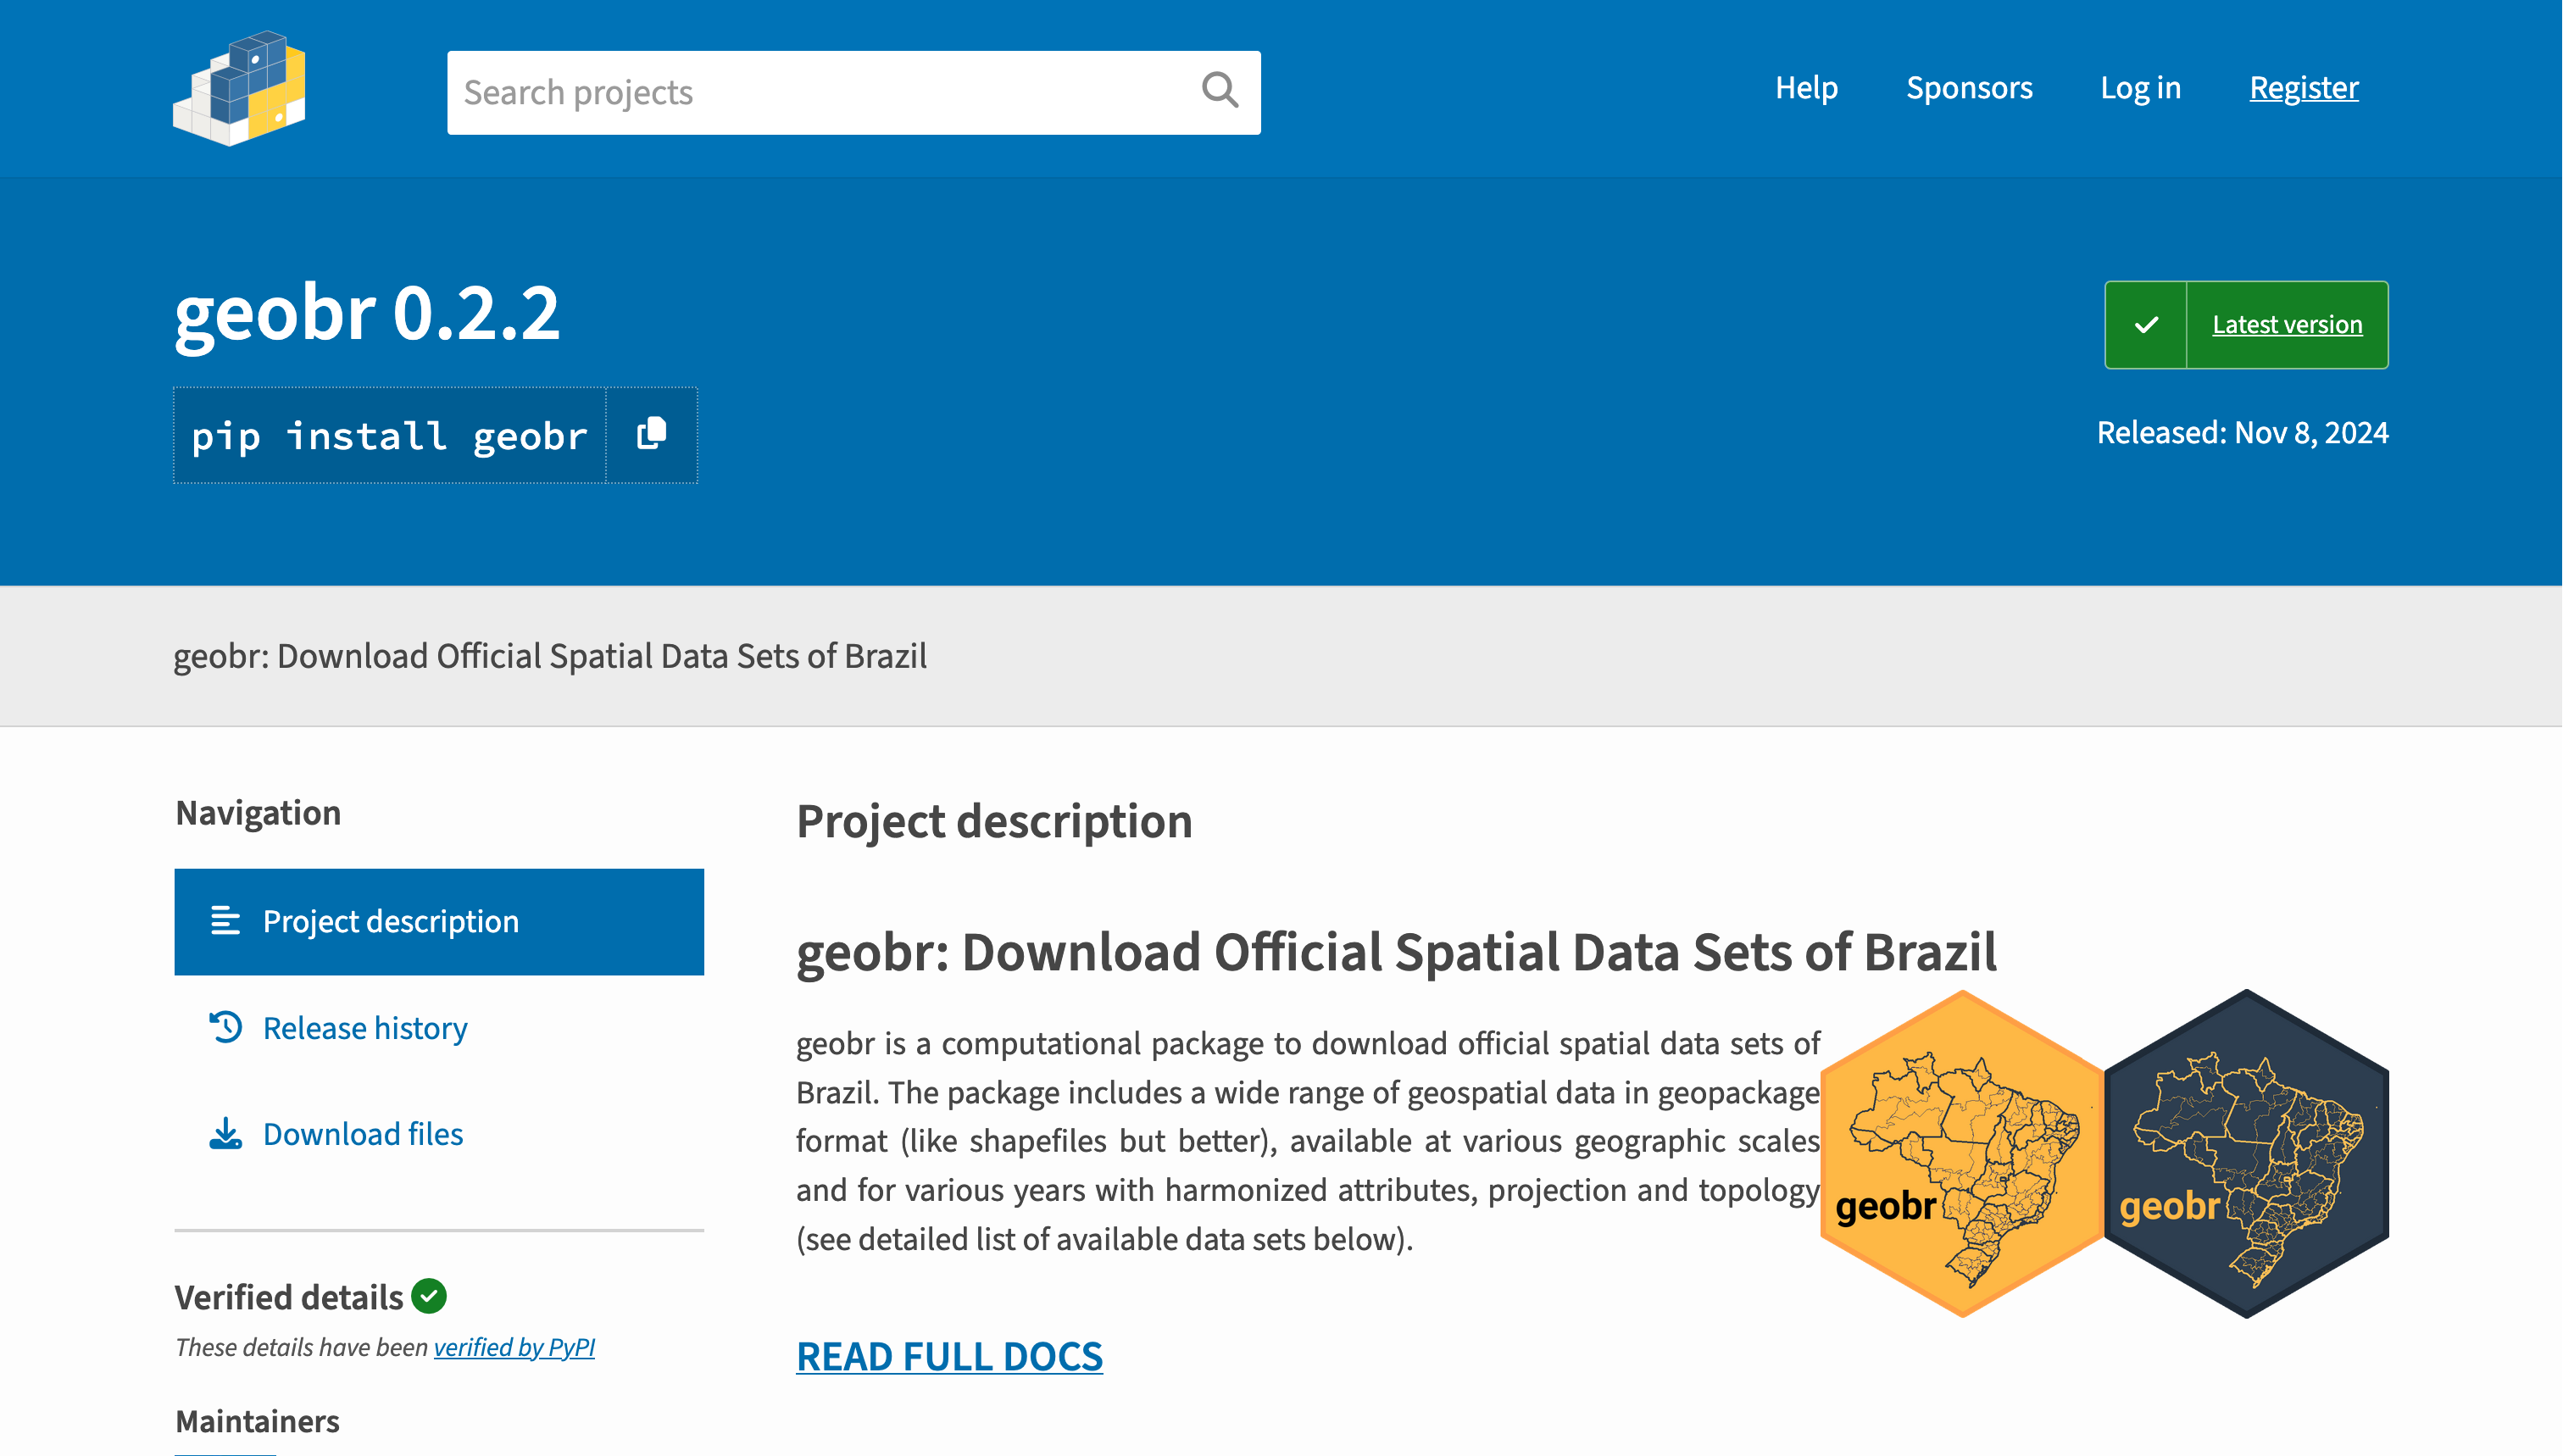 Search projects
Help
Sponsors
Log in
Register
geobr 0.2.2
pip install geobr
Latest version
Released: Nov 8, 2024
geobr: Download Official Spatial Data Sets of Brazil
Navigation
Project description
Release history
Download files
Verified details
These details have been verified by PyPI
Maintainers
Project description
geobr: Download Official Spatial Data Sets of Brazil
geobr is a computational package to download official spatial data sets of
Brazil. The package includes a wide range of geospatial data in geopackage
format (like shapefiles but better), available at various geographic scales
and for various years with harmonized attributes, projection and topology
(see detailed list of available data sets below).
geobr
geobr
READ FULL DOCS